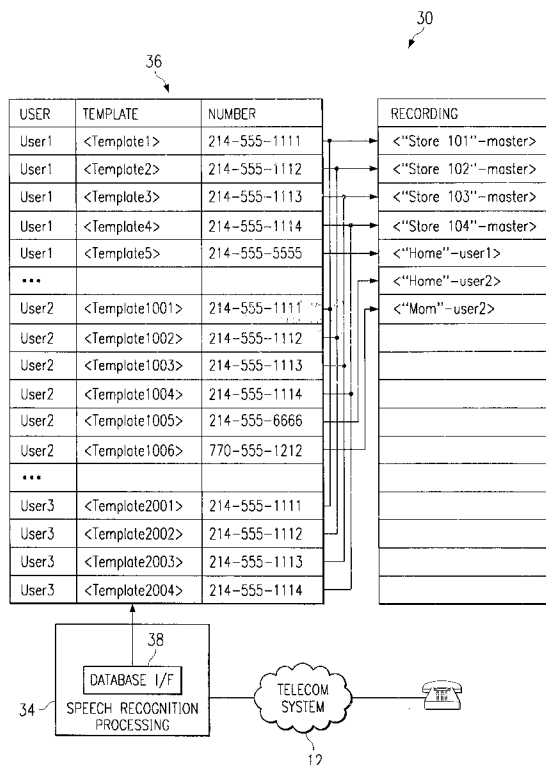 30
36
USER TEMPLATE NUMBER RECORDING
User1 <Template1> 214-555-1111 <"Store 101"-master>
User1 <Template2> 214-555-1112 <"Store 102"-master>
User1 <Template3> 214-555-1113 <"Store 103"-master>
User1 <Template4> 214-555-1114 <"Store 104"-master>
User1 <Template5> 214-555-5555 <"Home"-user1>
••• <"Home"-user2>
User2 <Template1001> 214-555-1111 <"Mom"-user2>
User2 <Template1002> 214-555-1112
User2 <Template1003> 214-555-1113
User2 <Template1004> 214-555-1114
User2 <Template1005> 214-555-6666
User2 <Template1006> 770-555-1212
•••
User3 <Template2001> 214-555-1111
User3 <Template2002> 214-555-1112
User3 <Template2003> 214-555-1113
User3 <Template2004> 214-555-1114
38
DATABASE I/F
34
SPEECH RECOGNITION
PROCESSING
TELECOM
SYSTEM
12